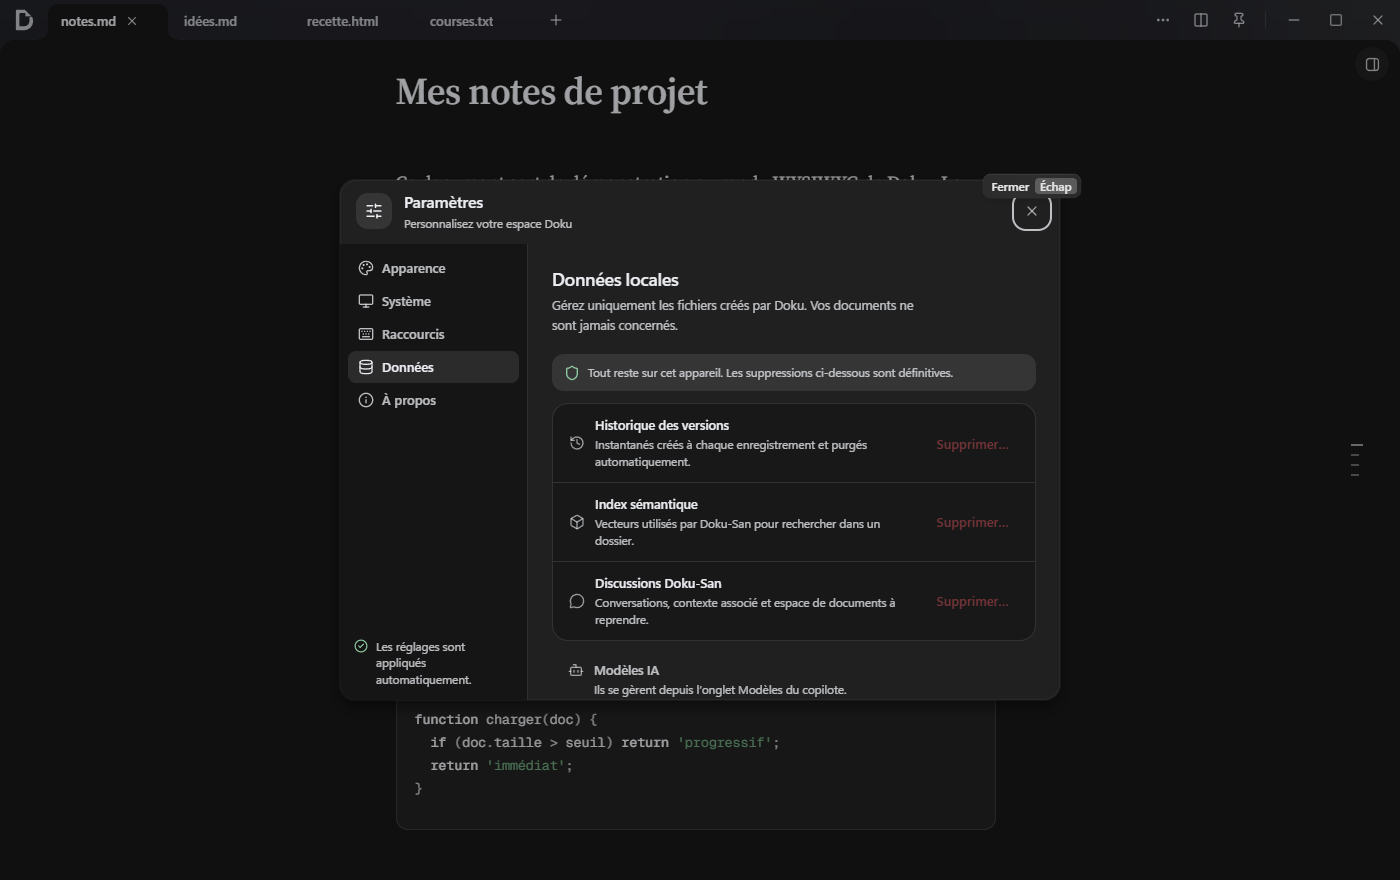 notes.md
idées.md
recette.html
courses.txt
Mes notes de projet
Fermer Échap
Paramètres
Personnalisez votre espace Doku
Apparence
Système
Raccourcis
Données
À propos
Les réglages sont
appliqués
automatiquement.
Données locales
Gérez uniquement les fichiers créés par Doku. Vos documents ne
sont jamais concernés.
Tout reste sur cet appareil. Les suppressions ci-dessous sont définitives.
Historique des versions
Instantanés créés à chaque enregistrement et purgés
automatiquement.
Supprimer...
Index sémantique
Vecteurs utilisés par Doku-San pour rechercher dans un
dossier.
Supprimer...
Discussions Doku-San
Conversations, contexte associé et espace de documents à
reprendre.
Supprimer...
Modèles IA
Ils se gèrent depuis l'onglet Modèles du copilote.
function charger(doc) {
  if (doc.taille > seuil) return 'progressif';
  return 'immédiat';
}